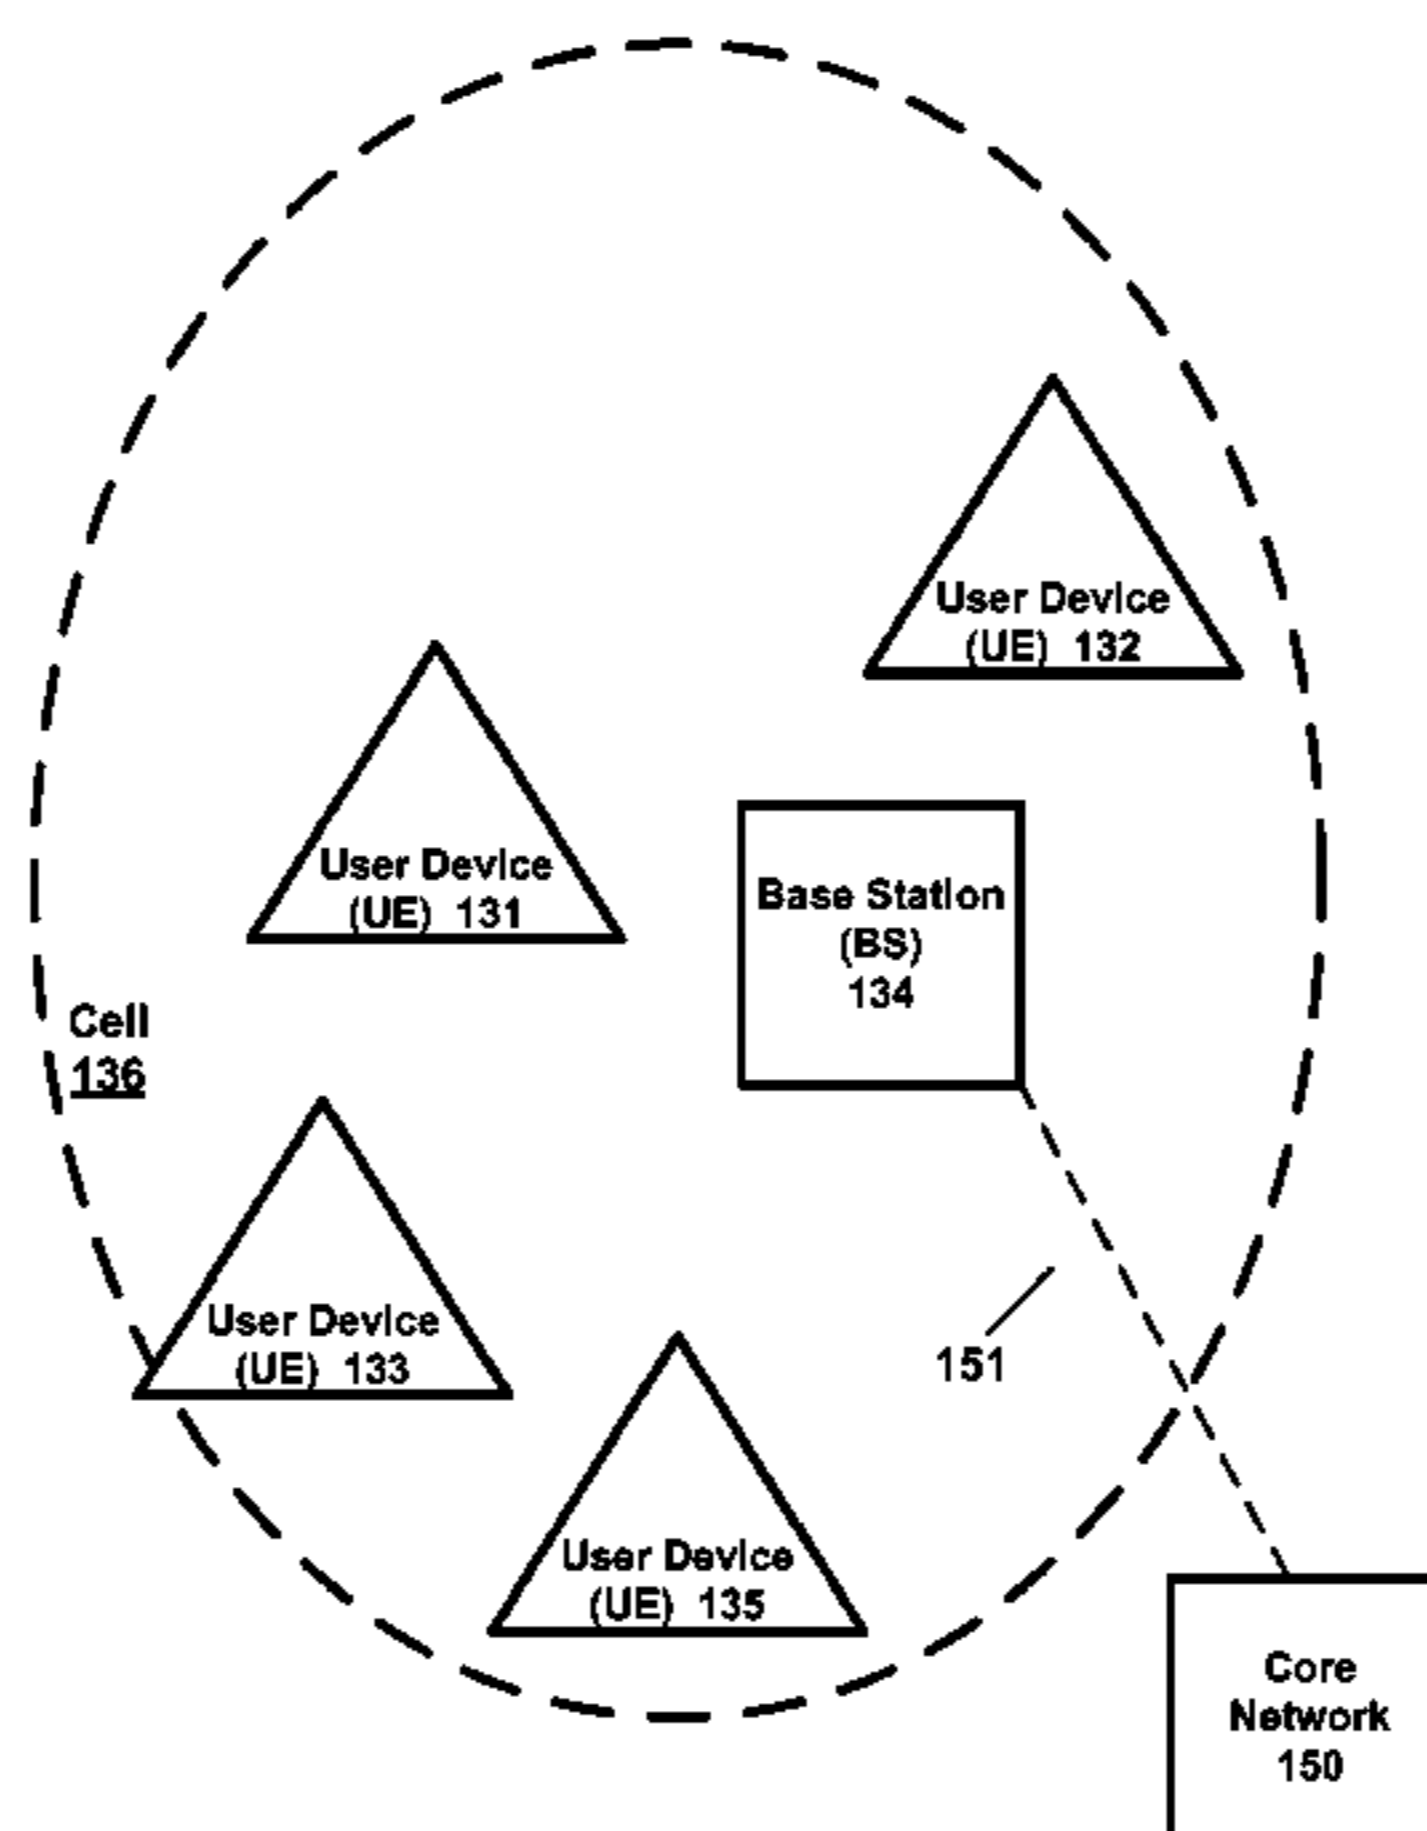 User Device
(UE) 132
User Device
(UE) 131
Base Station
(BS)
134
Cell
136
User Device
(UE) 133
151
User Device
(UE) 135
Core
Network
150